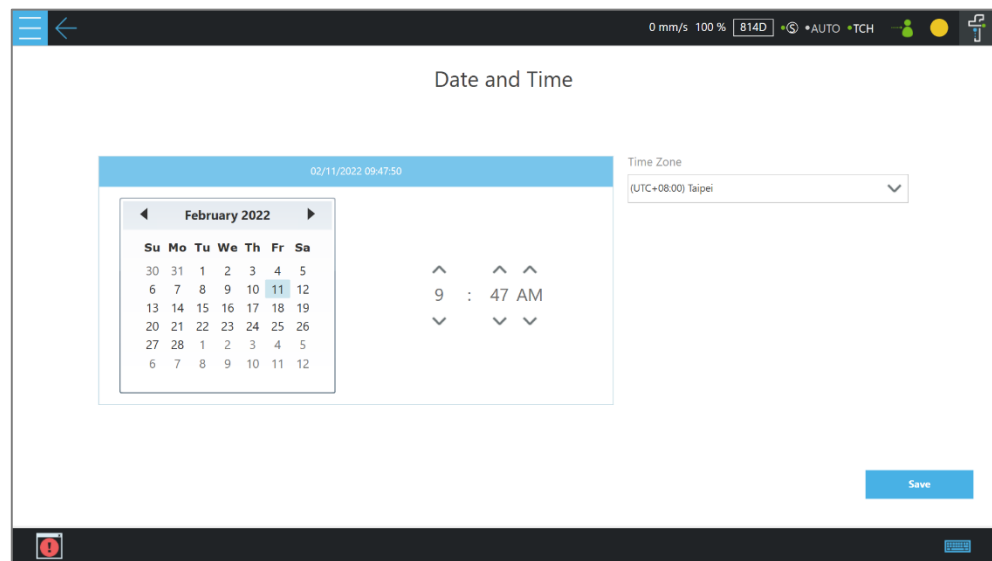 0 mm/s 100 % 814D •Ⓢ •AUTO •TCH
Date and Time
02/11/2022 09:47:50
Time Zone
(UTC+08:00) Taipei
February 2022
Su Mo Tu We Th Fr Sa
30 31 1 2 3 4 5
6 7 8 9 10 11 12
13 14 15 16 17 18 19
20 21 22 23 24 25 26
27 28 1 2 3 4 5
6 7 8 9 10 11 12
9 : 47 AM
Save